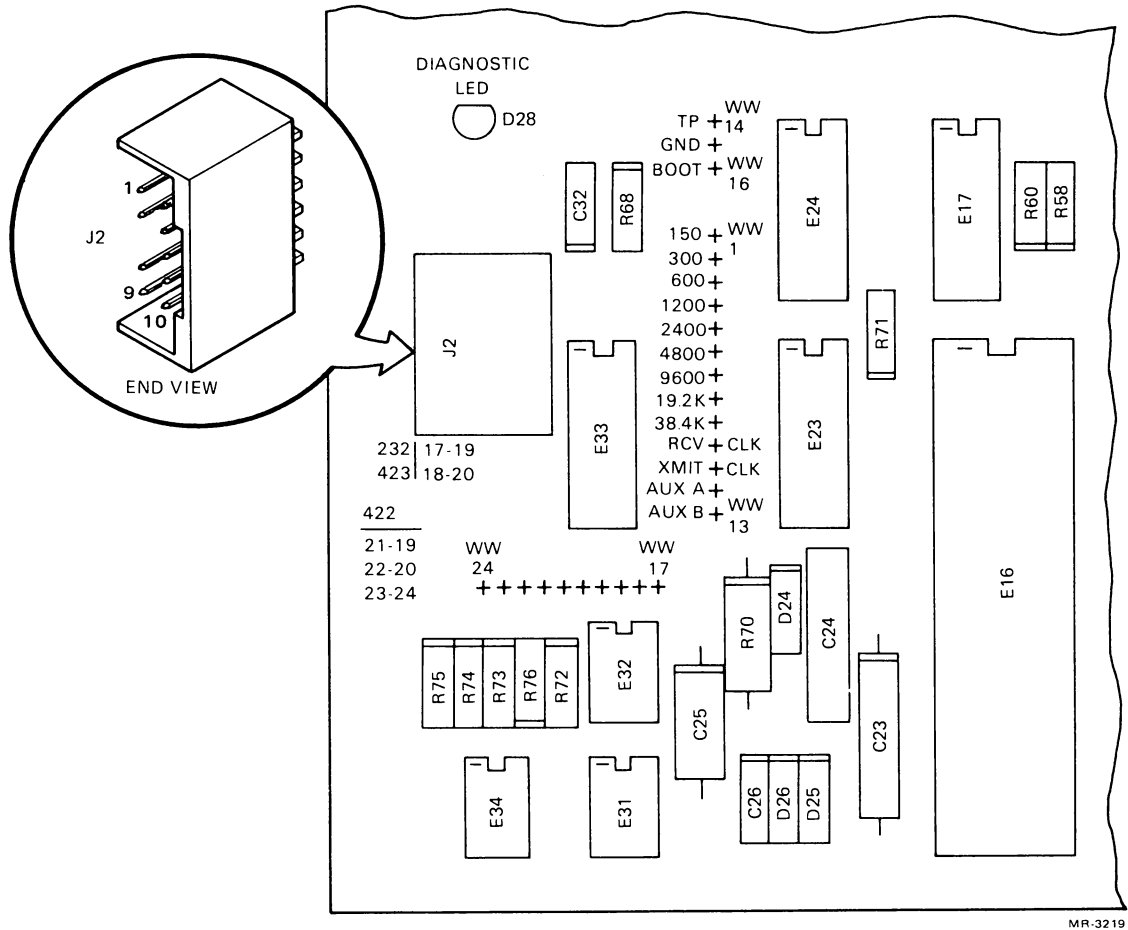 DIAGNOSTIC
LED
D28
TP + WW
14
GND +
BOOT + WW
16
150 + WW
1
300 +
600 +
1200 +
2400 +
4800 +
9600 +
19.2K +
38.4K +
RCV + CLK
XMIT + CLK
AUX A +
AUX B + WW
13
1
J2
9
10
END VIEW
J2
C32
R68
E24
E17
R60
R58
R71
E33
E23
E16
232 | 17-19
423 | 18-20
422
21-19
22-20
23-24
WW
24
WW
17
+ + + + + + + + +
R75
R74
R73
R76
R72
E32
R70
D24
C24
C25
C23
E34
E31
C26
D26
D25
MR-3219